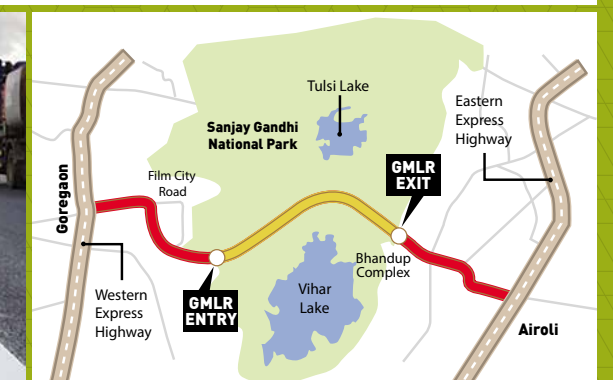 Tulsi Lake
Sanjay Gandhi
National Park
Eastern
Express
Highway
GMLR
EXIT
Film City
Road
Goregaon
Bhandup
Complex
Vihar
Lake
GMLR
ENTRY
Western
Express
Highway
Airoli